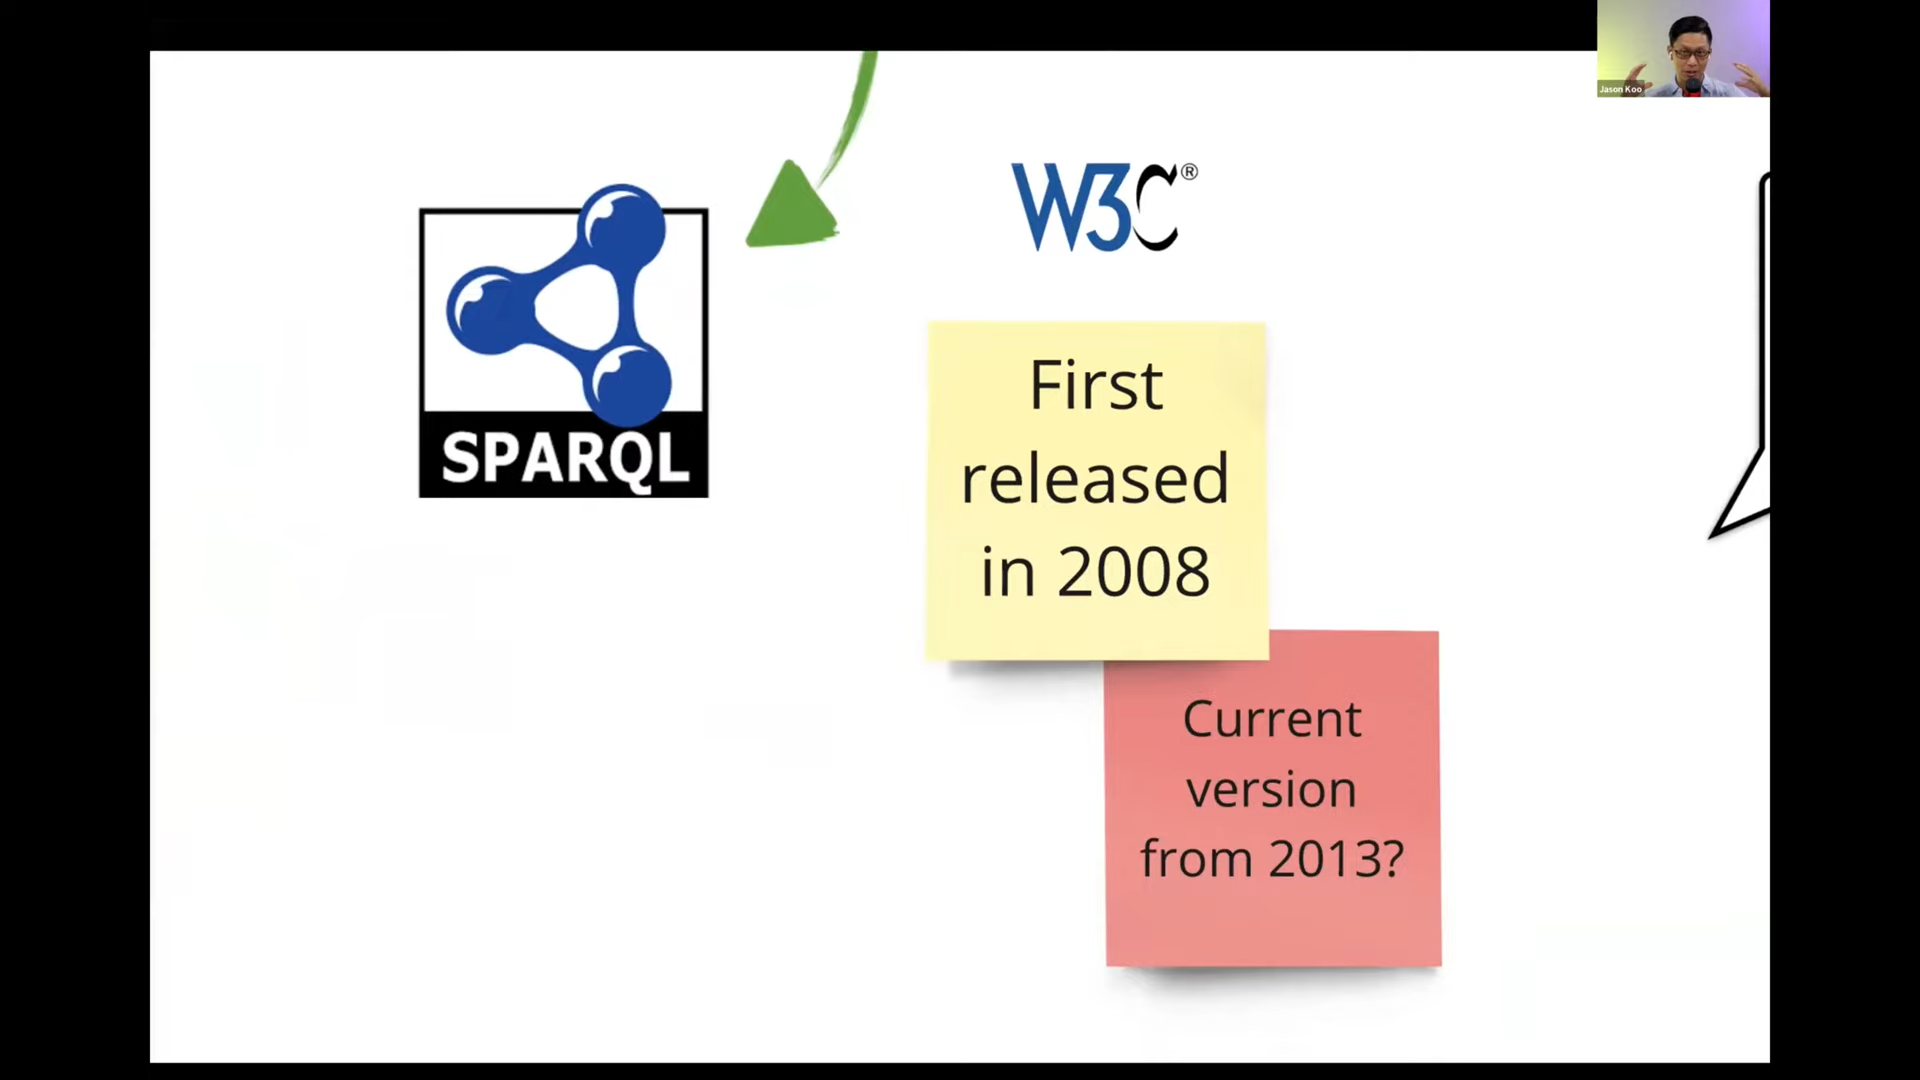 Jason Koo
W3C®
SPARQL
First
released
in 2008
Current
version
from 2013?